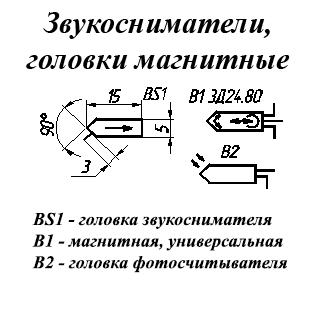 Звукосниматели,
головки магнитные
15
BS1
B1 ЗД24.80
90°
5
B2
3
BS1 - головка звукоснимателя
B1 - магнитная, универсальная
B2 - головка фотосчитывателя